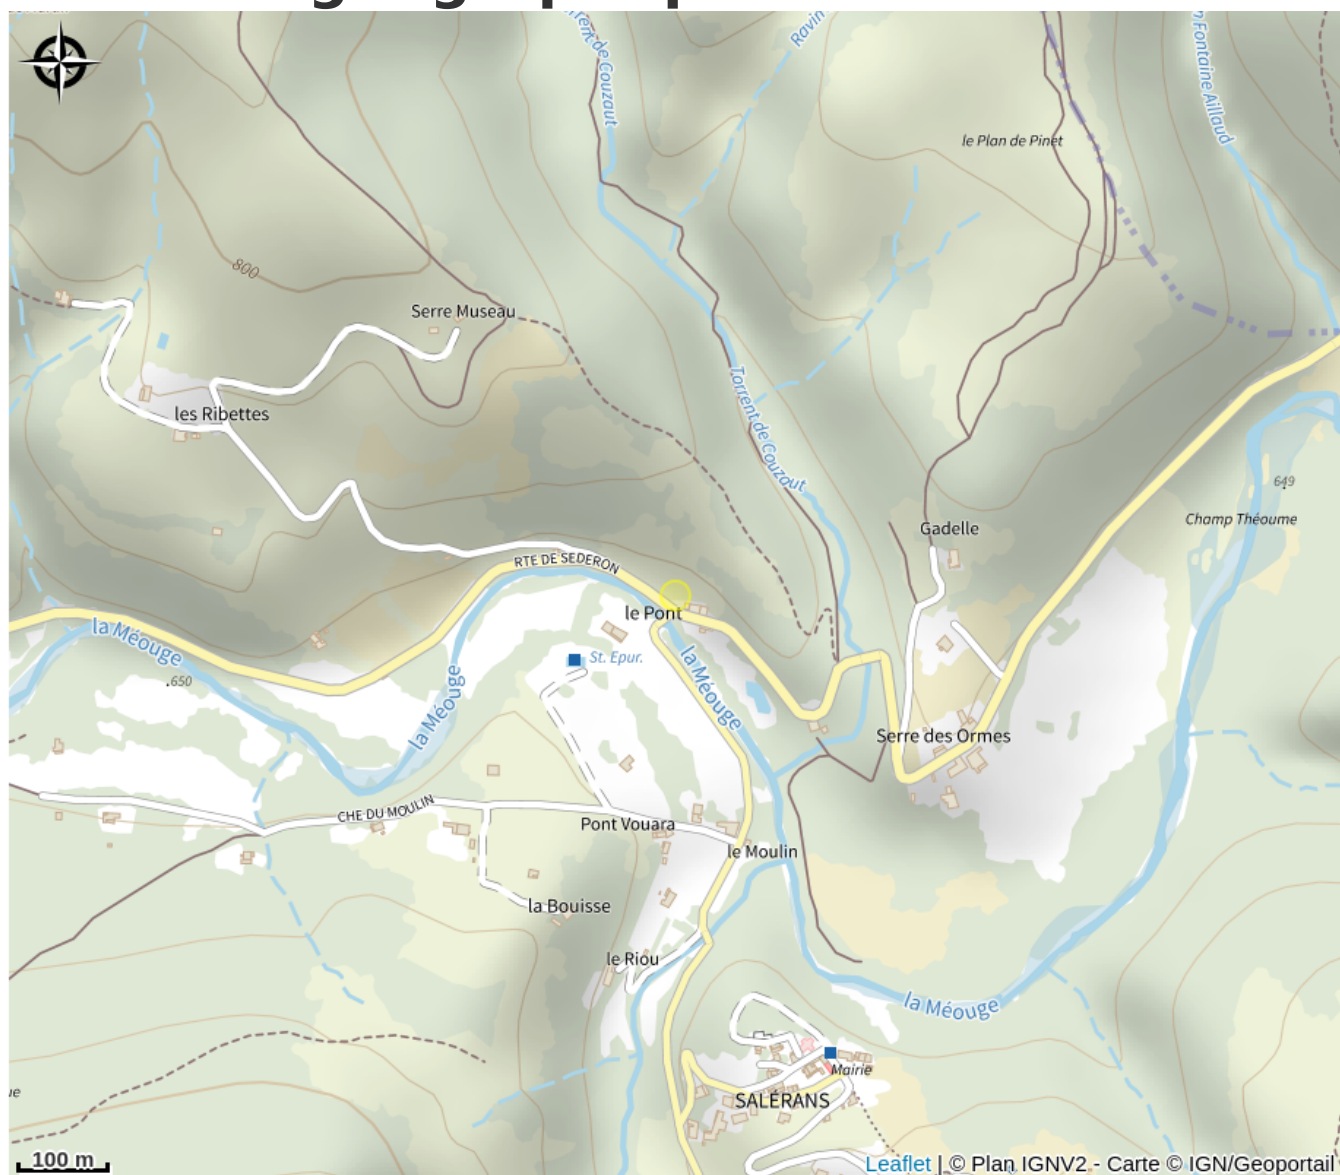 Torrent de Couzaut
Ravin
Fontaine Aillaud
le Plan de Pinet
800
Serre Museau
les Ribettes
Torrent de Couzout
649
Champ Théoume
Gadelle
RTE DE SEDERON
le Pont
la Méouge
St. Epur.
la Méouge
650
la Méouge
Serre des Ormes
CHE DU MOULIN
Pont Vouara
le Moulin
la Bouisse
le Riou
la Méouge
Mairie
SALÉRANS
100 m
Leaflet | © Plan IGNV2 - Carte © IGN/Geoportail